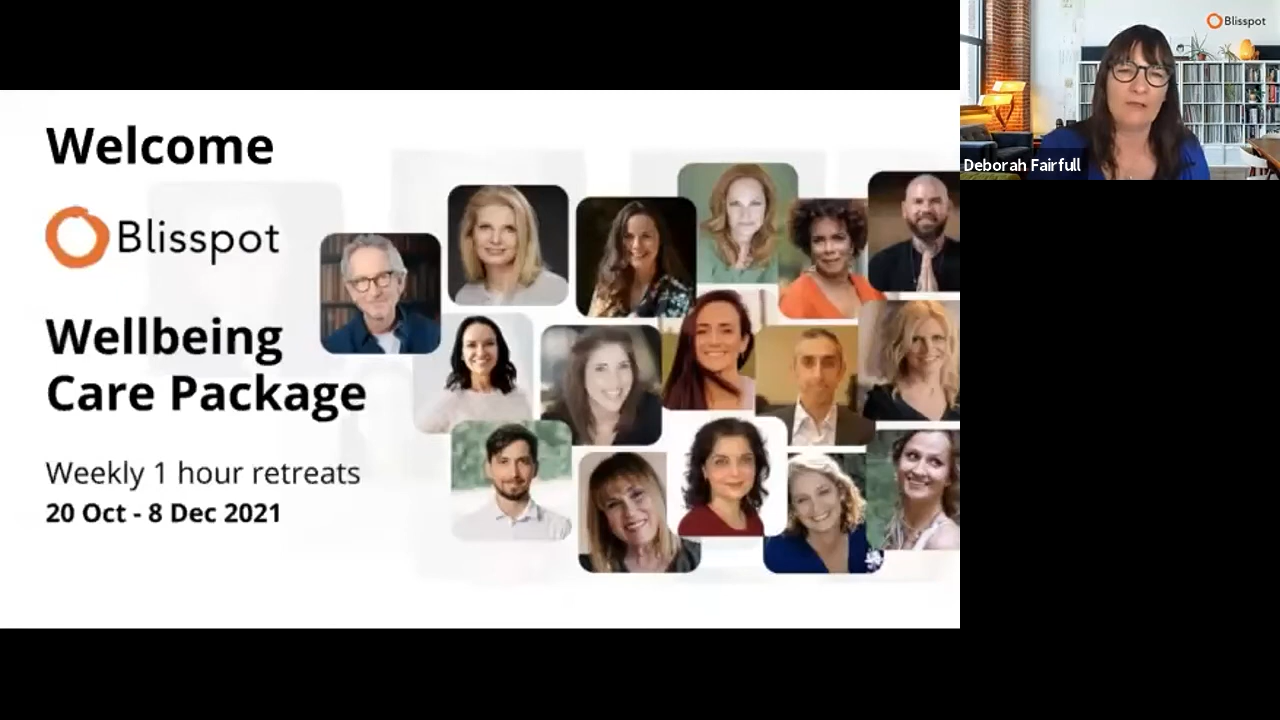 Welcome
Blisspot
Wellbeing
Care Package
Weekly 1 hour retreats
20 Oct - 8 Dec 2021
Blisspot
Deborah Fairfull